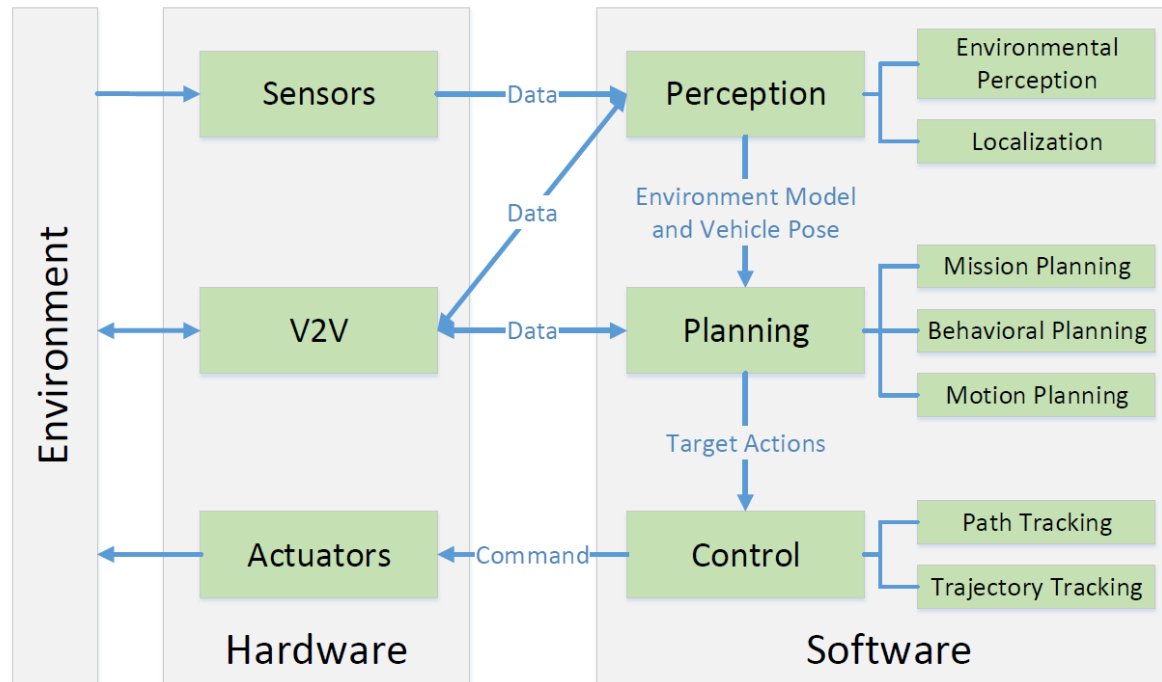 Environment
Hardware
Software
Sensors
Data
Perception
Environmental
Perception
Localization
Data
Environment Model
and Vehicle Pose
V2V
Data
Planning
Mission Planning
Behavioral Planning
Motion Planning
Target Actions
Actuators
Command
Control
Path Tracking
Trajectory Tracking